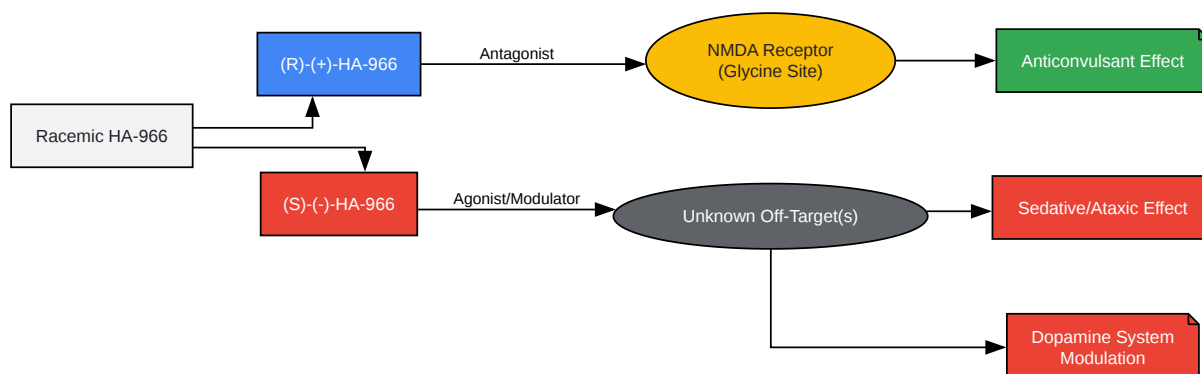 (R)-(+)-HA-966
Antagonist
NMDA Receptor
(Glycine Site)
Anticonvulsant Effect
Racemic HA-966
(S)-(-)-HA-966
Agonist/Modulator
Unknown Off-Target(s)
Sedative/Ataxic Effect
Dopamine System
Modulation